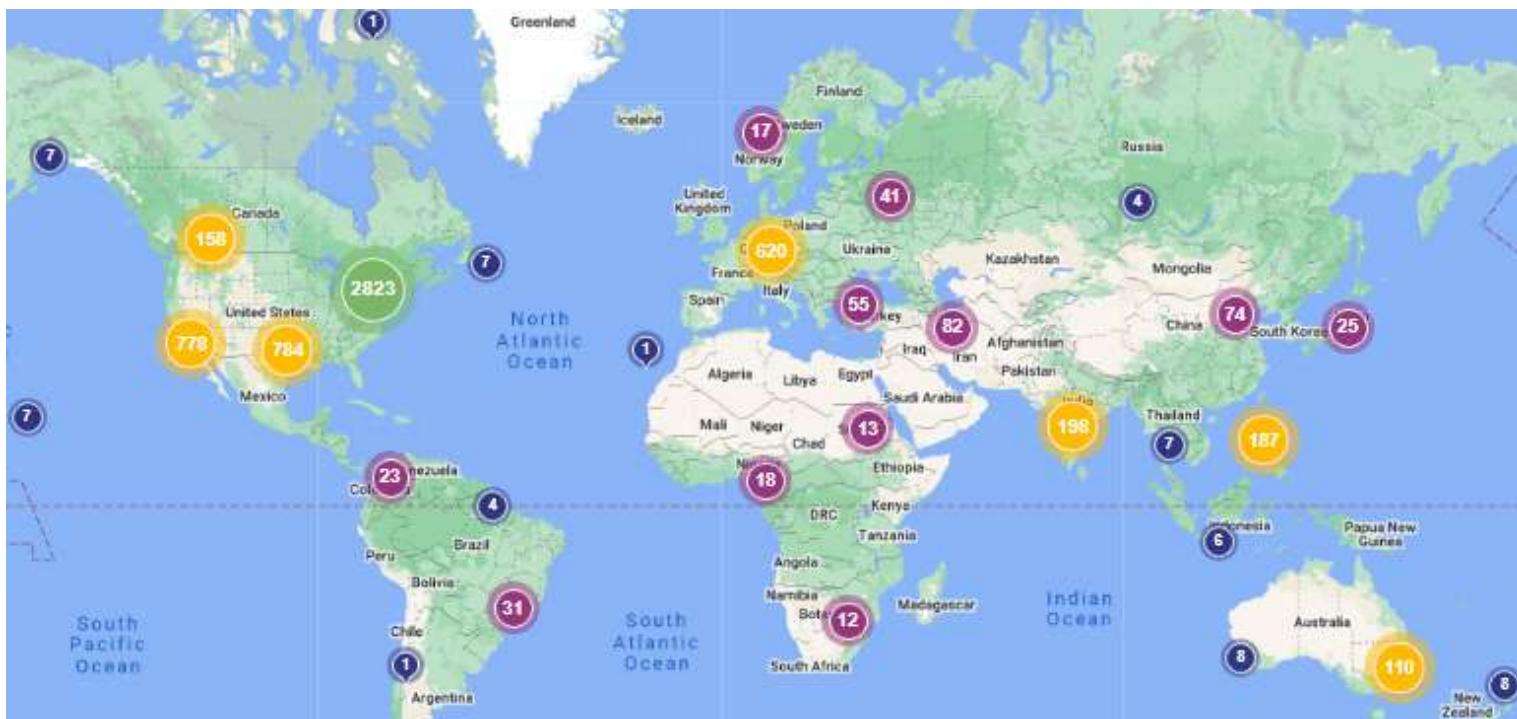 1
Greenland
Finland
Iceland
17
Sweden
Norway
7
Russia
United
Kingdom
41
4
Canada
158
Poland
620
Ukraine
7
France
Kazakhstan
Mongolia
2823
Italy
Spain
55
United States
82
74
China
South Korea
25
North
Atlantic
Ocean
778
784
1
Iraq
Iran
Afghanistan
Pakistan
Algeria
Libya
Egypt
Saudi Arabia
Mexico
7
India
198
Thailand
7
187
Mali
Niger
Chad
13
23
18
Ethiopia
4
DRC
Kenya
Tanzania
Indonesia
6
Papua New
Guinea
Peru
Brazil
Angola
Bolivia
Namibia
Madagascar
31
12
Indian
Ocean
Australia
South
Pacific
Ocean
Chile
South
Atlantic
Ocean
1
South Africa
8
110
8
Argentina
New
Zealand